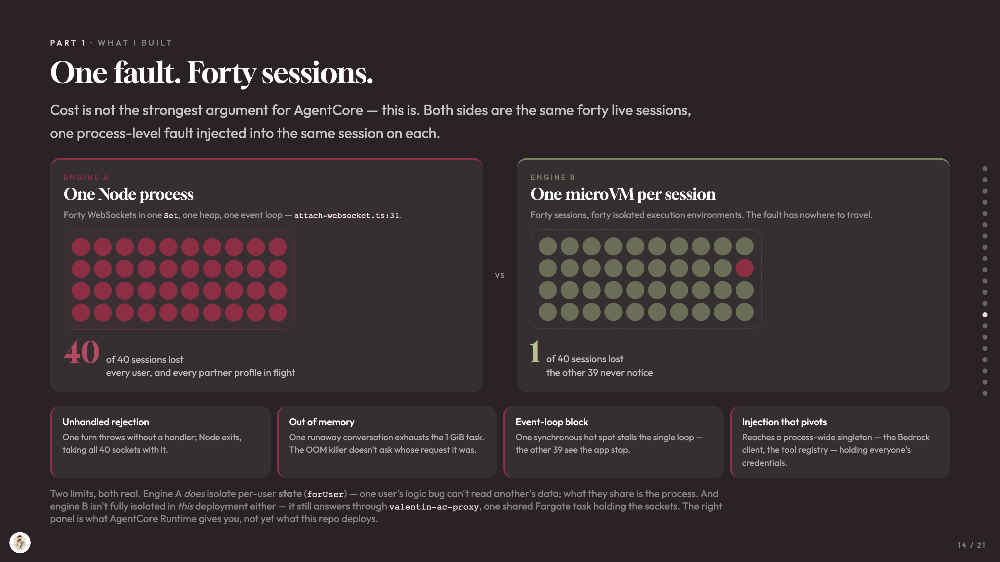 PART 1 · WHAT I BUILT
One fault. Forty sessions.
Cost is not the strongest argument for AgentCore — this is. Both sides are the same forty live sessions,
one process-level fault injected into the same session on each.
ENGINE A
One Node process
Forty WebSockets in one Set, one heap, one event loop — attach-websocket.ts:31.
40 of 40 sessions lost
every user, and every partner profile in flight
VS
ENGINE B
One microVM per session
Forty sessions, forty isolated execution environments. The fault has nowhere to travel.
1 of 40 sessions lost
the other 39 never notice
Unhandled rejection
One turn throws without a handler; Node exits,
taking all 40 sockets with it.
Out of memory
One runaway conversation exhausts the 1 GiB task.
The OOM killer doesn't ask whose request it was.
Event-loop block
One synchronous hot spot stalls the single loop —
the other 39 see the app stop.
Injection that pivots
Reaches a process-wide singleton — the Bedrock
client, the tool registry — holding everyone's
credentials.
Two limits, both real. Engine A does isolate per-user state (forUser) — one user's logic bug can't read another's data; what they share is the process. And
engine B isn't fully isolated in this deployment either — it still answers through valentin-ac-proxy, one shared Fargate task holding the sockets. The right
panel is what AgentCore Runtime gives you, not yet what this repo deploys.
14 / 21